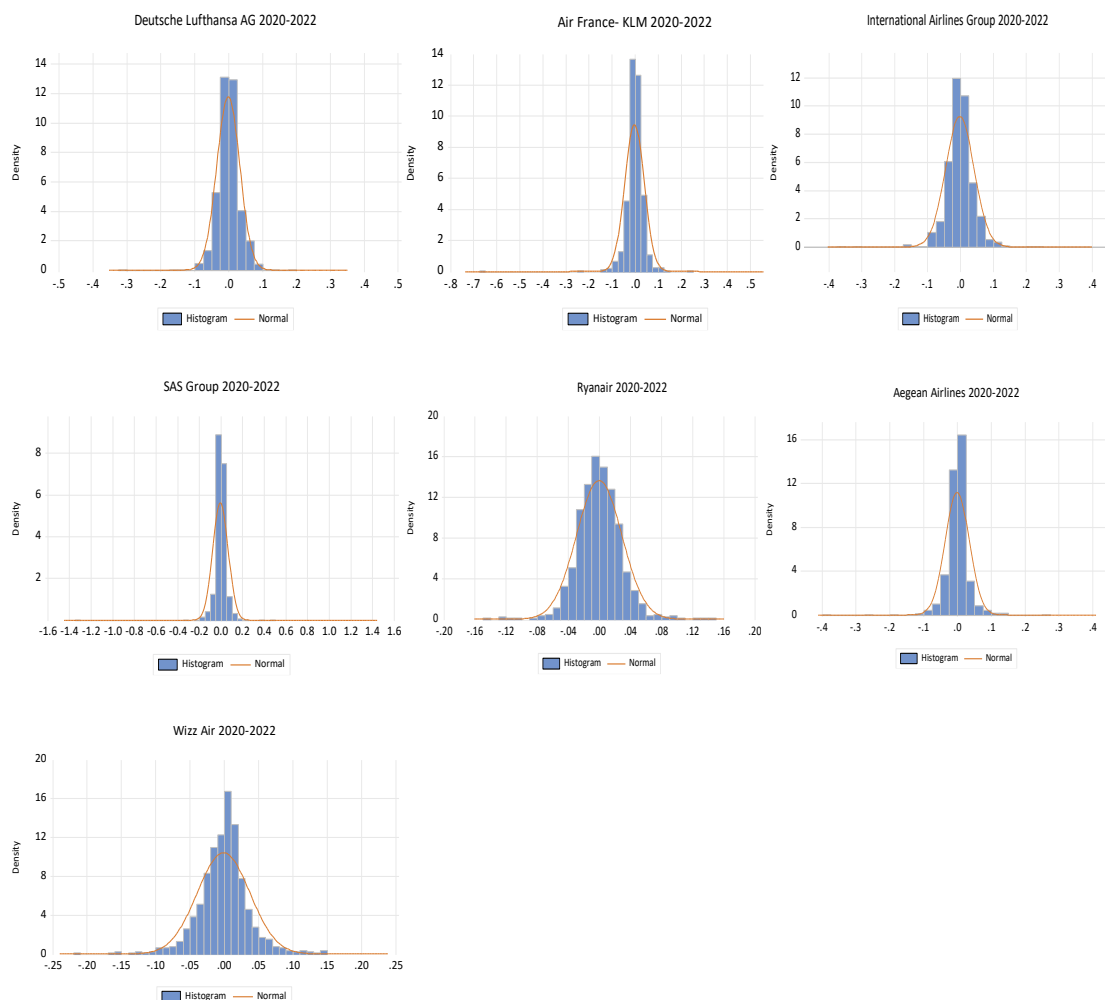 Deutsche Lufthansa AG 2020-2022
14
12
10
8
6
4
2
0
Density
-.5 -.4 -.3 -.2 -.1 .0 .1 .2 .3 .4 .5
Histogram Normal
Air France- KLM 2020-2022
14
12
10
8
6
4
2
0
Density
-.8 -.7 -.6 -.5 -.4 -.3 -.2 -.1 .0 .1 .2 .3 .4 .5
Histogram Normal
International Airlines Group 2020-2022
12
10
8
6
4
2
0
Density
-.4 -.3 -.2 -.1 .0 .1 .2 .3 .4
Histogram Normal
SAS Group 2020-2022
8
6
4
2
Density
-1.6 -1.4 -1.2 -1.0 -0.8 -0.6 -0.4 -0.2 0.0 0.2 0.4 0.6 0.8 1.0 1.2 1.4 1.6
Histogram Normal
Ryanair 2020-2022
20
16
12
8
4
0
Density
-.20 -.16 -.12 -.08 -.04 .00 .04 .08 .12 .16 .20
Histogram Normal
Aegean Airlines 2020-2022
16
12
8
4
0
Density
-.4 -.3 -.2 -.1 .0 .1 .2 .3 .4
Histogram Normal
Wizz Air 2020-2022
20
16
12
8
4
0
Density
-.25 -.20 -.15 -.10 -.05 .00 .05 .10 .15 .20 .25
Histogram Normal